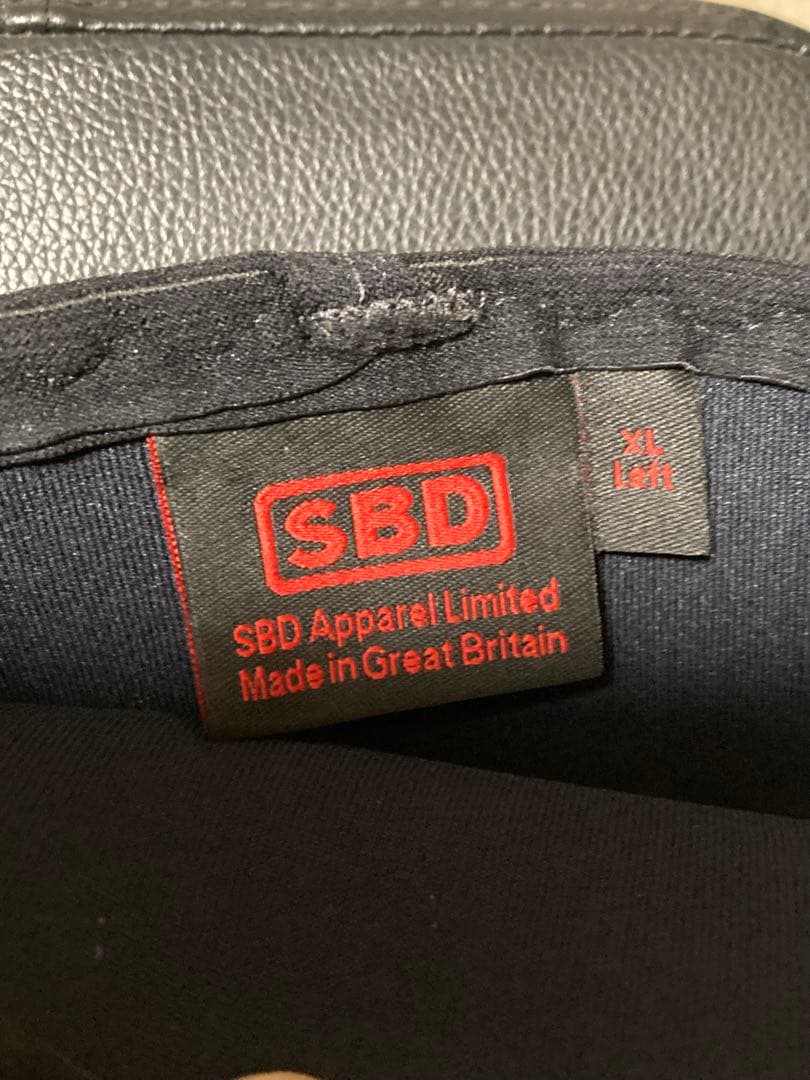 SBD
SBD Apparel Limited
Made in Great Britain
XL
Left